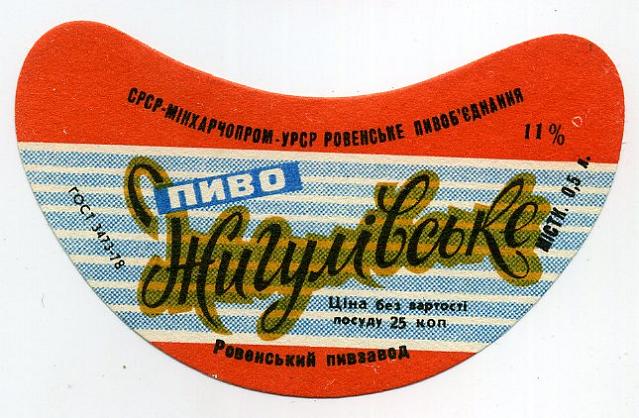 СРСР-МІНХАРЧОПРОМ-УРСР РОВЕНСЬКЕ ПИВОБ'ЄДНАННЯ
11%
ПИВО
Жигулівське
ГОСТ 3473-78
МІСТК. 0,5 Л.
Ціна без вартості
посуду 25 коп
Ровенський пивзавод